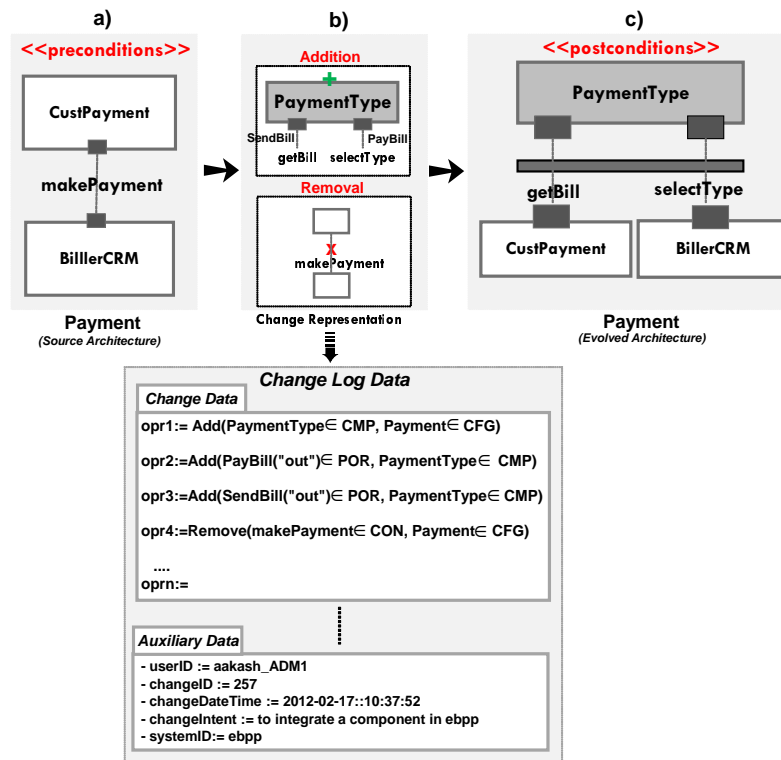 a)
<<preconditions>>
CustPayment
makePayment
BilllerCRM
Payment
(Source Architecture)
b)
Addition
+
PaymentType
SendBill
PayBill
getBill
selectType
Removal
x
makePayment
Change Representation
c)
<<postconditions>>
PaymentType
getBill
selectType
CustPayment
BillerCRM
Payment
(Evolved Architecture)
Change Log Data
Change Data
opr1:= Add(PaymentType∈ CMP, Payment∈ CFG)
opr2:=Add(PayBill("out")∈ POR, PaymentType∈ CMP)
opr3:=Add(SendBill("out")∈ POR, PaymentType∈ CMP)
opr4:=Remove(makePayment∈ CON, Payment∈ CFG)
....
oprn:=
Auxiliary Data
- userID := aakash_ADM1
- changeID := 257
- changeDateTime := 2012-02-17::10:37:52
- changeIntent := to integrate a component in ebpp
- systemID:= ebpp